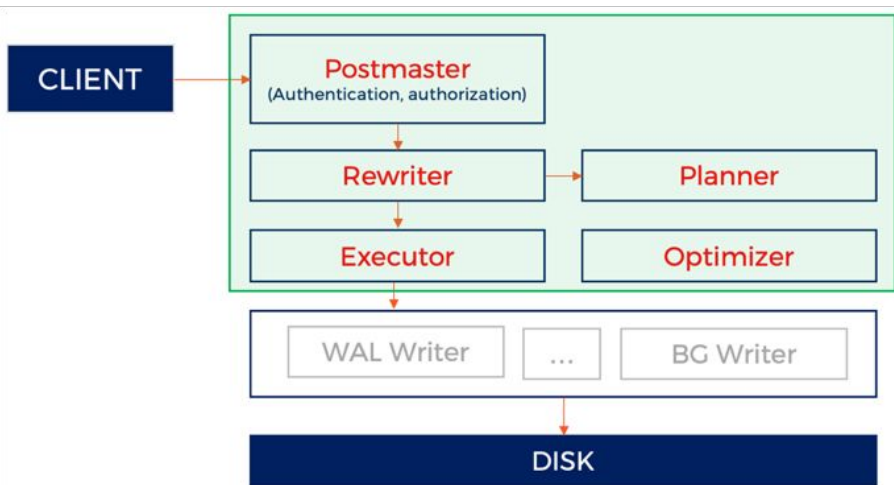 CLIENT
Postmaster
(Authentication, authorization)
Rewriter
Planner
Executor
Optimizer
WAL Writer
...
BG Writer
DISK